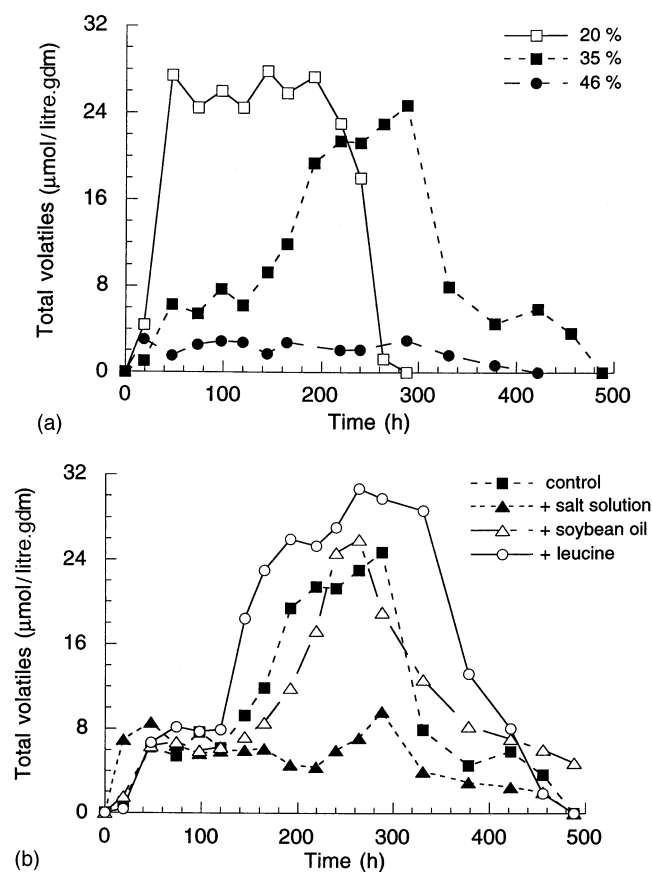 32
24
16
8
0
Total volatiles (μmol/litre.gdm)
20 %
35 %
46 %
0 100 200 300 400 500
Time (h)
(a)
32
24
16
8
0
Total volatiles (μmol/litre.gdm)
control
+ salt solution
+ soybean oil
+ leucine
0 100 200 300 400 500
Time (h)
(b)